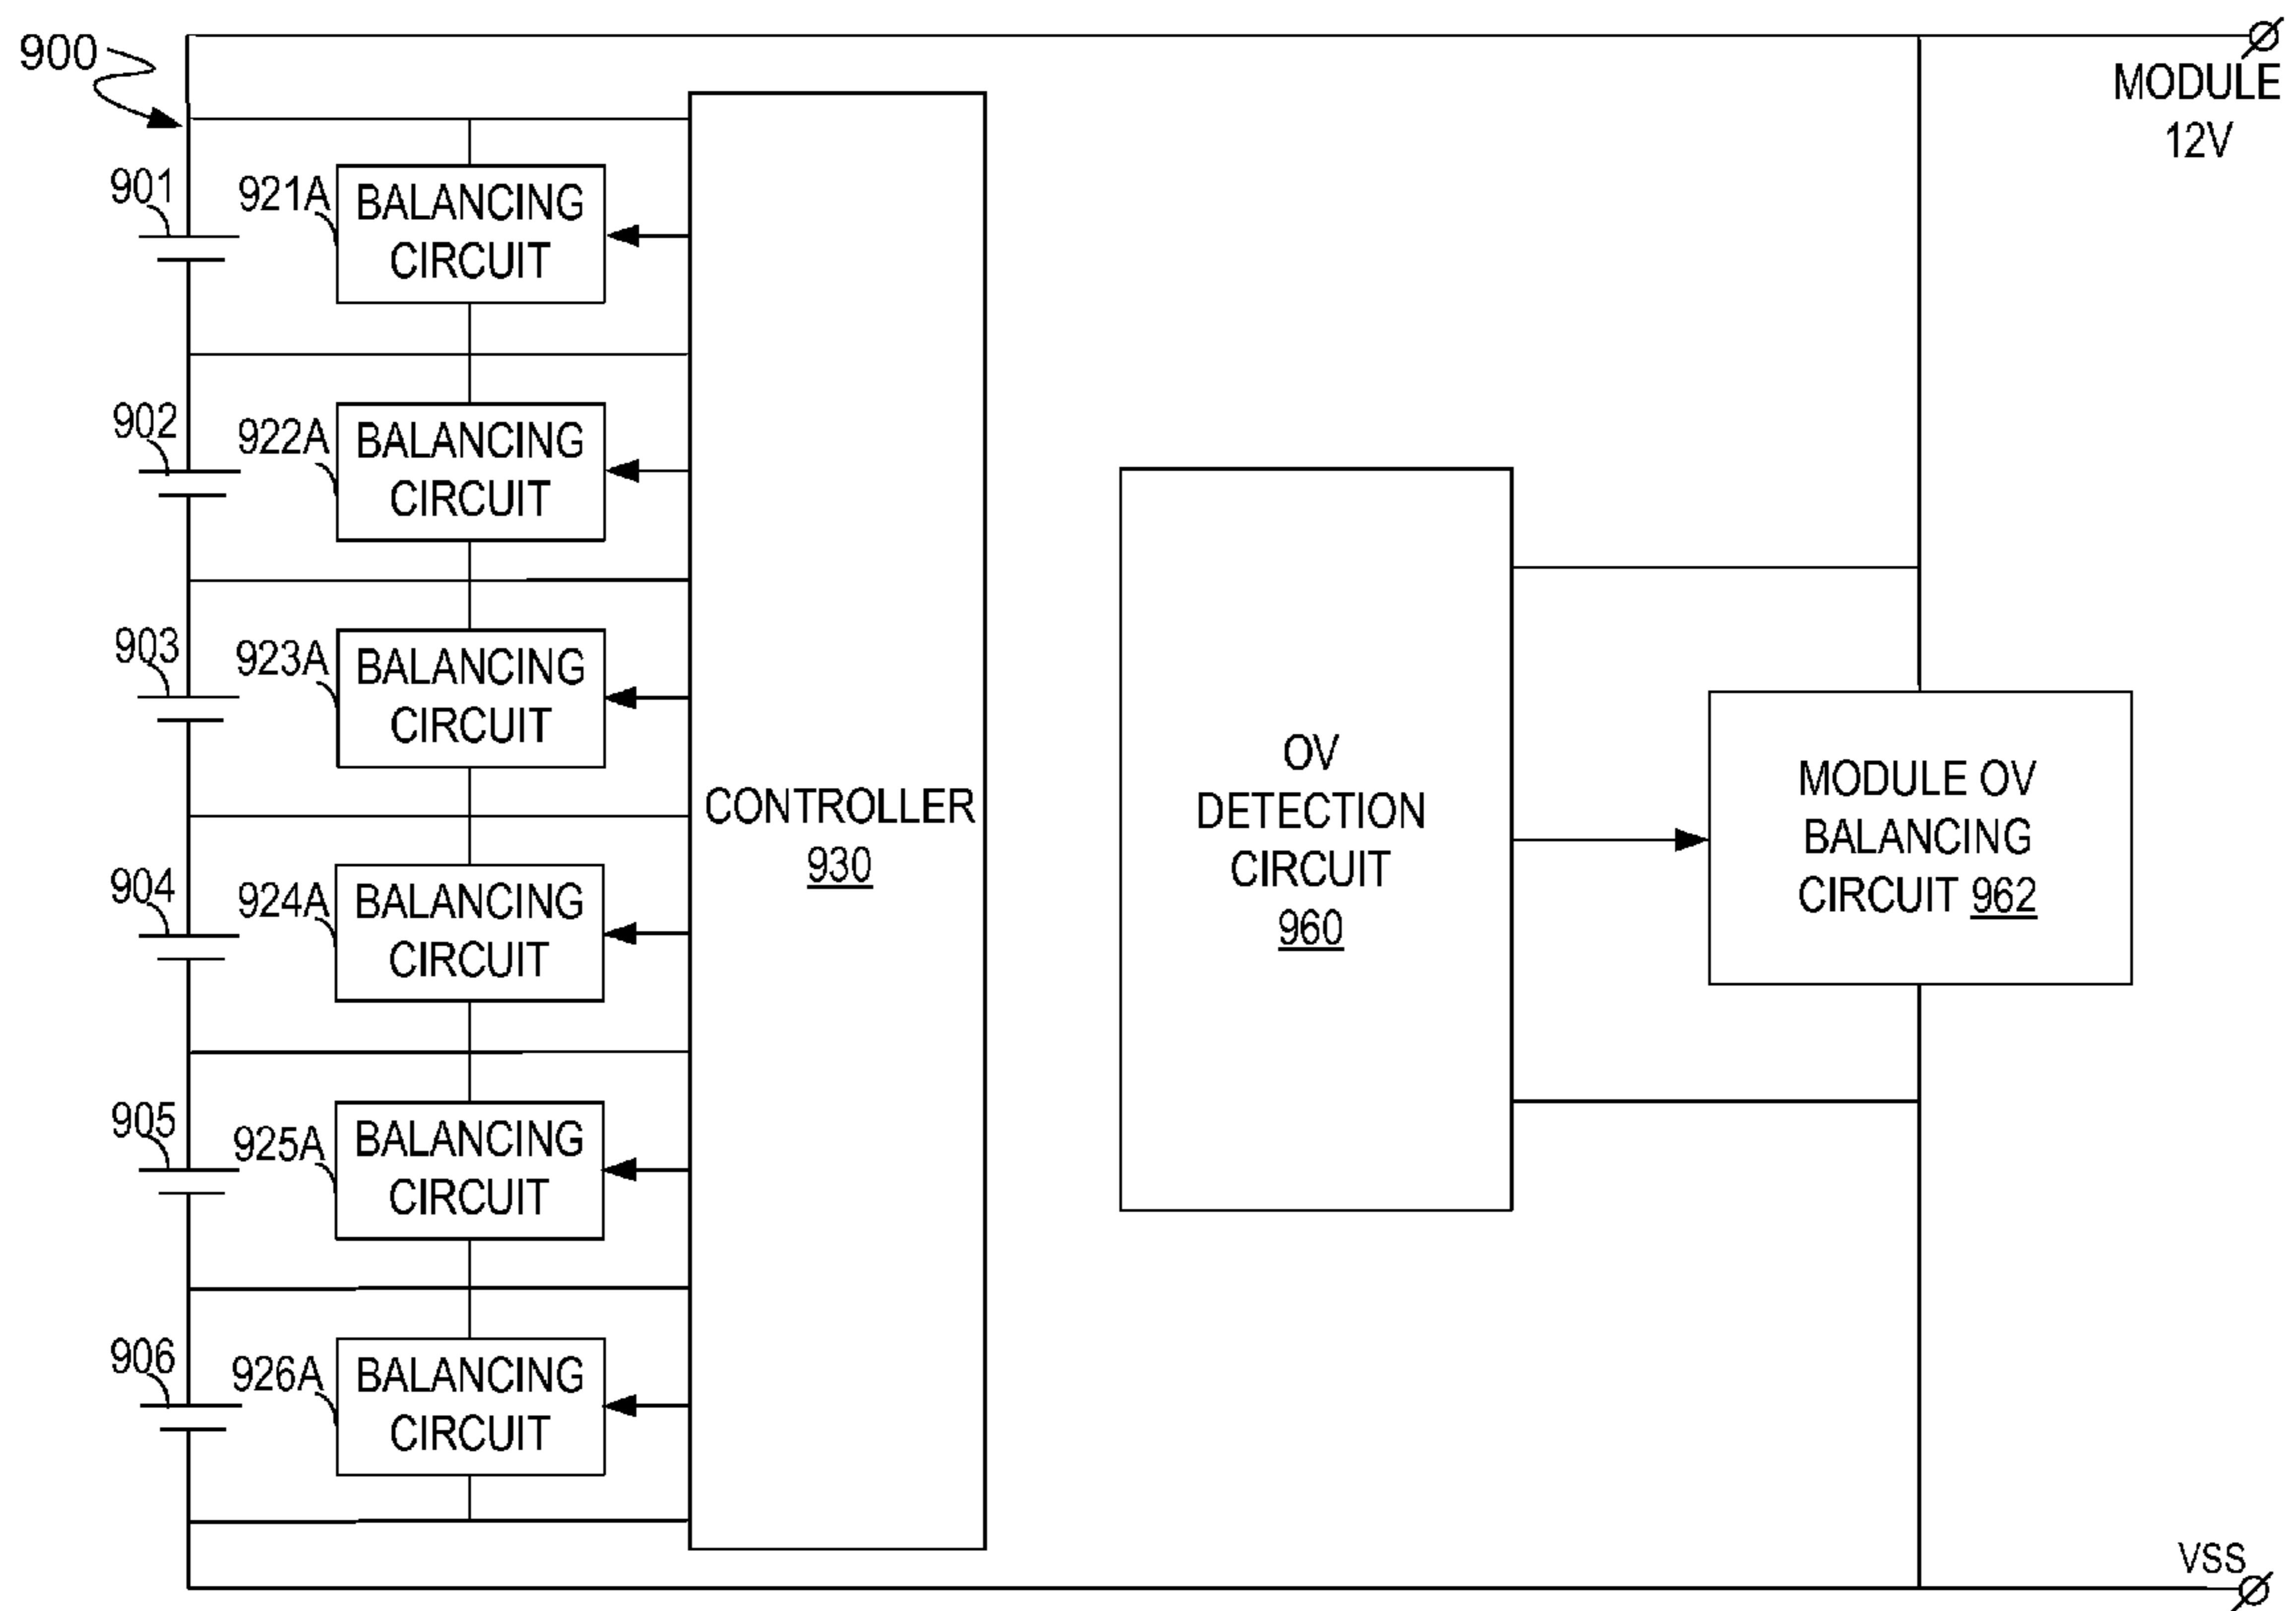 900
MODULE
12V
901
921A
BALANCING
CIRCUIT
902
922A
BALANCING
CIRCUIT
903
923A
BALANCING
CIRCUIT
904
924A
BALANCING
CIRCUIT
905
925A
BALANCING
CIRCUIT
906
926A
BALANCING
CIRCUIT
CONTROLLER
930
OV
DETECTION
CIRCUIT
960
MODULE OV
BALANCING
CIRCUIT 962
VSS